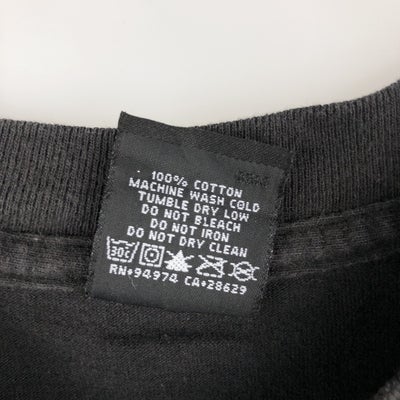 100% COTTON
MACHINE WASH COLD
TUMBLE DRY LOW
DO NOT BLEACH
DO NOT IRON
DO NOT DRY CLEAN
30C
RN*94974 CA*28629